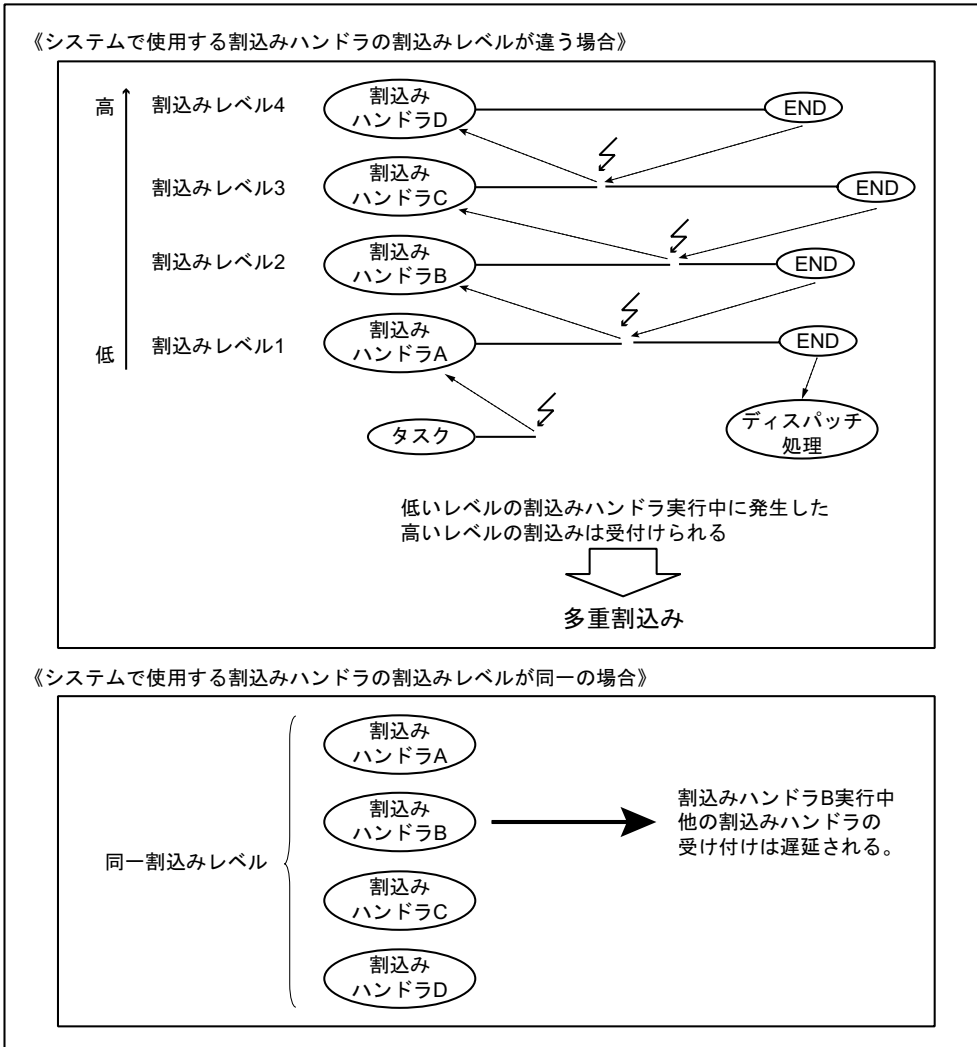 《システムで使用する割込みハンドラの割込みレベルが違う場合》
高
割込みレベル4
割込み
ハンドラD
END
割込みレベル3
割込み
ハンドラC
END
割込みレベル2
割込み
ハンドラB
END
低
割込みレベル1
割込み
ハンドラA
END
タスク
ディスパッチ
処理
低いレベルの割込みハンドラ実行中に発生した
高いレベルの割込みは受付けられる
多重割込み
《システムで使用する割込みハンドラの割込みレベルが同一の場合》
同一割込みレベル
割込み
ハンドラA
割込み
ハンドラB
割込み
ハンドラC
割込み
ハンドラD
割込みハンドラB実行中
他の割込みハンドラの
受け付けは遅延される。